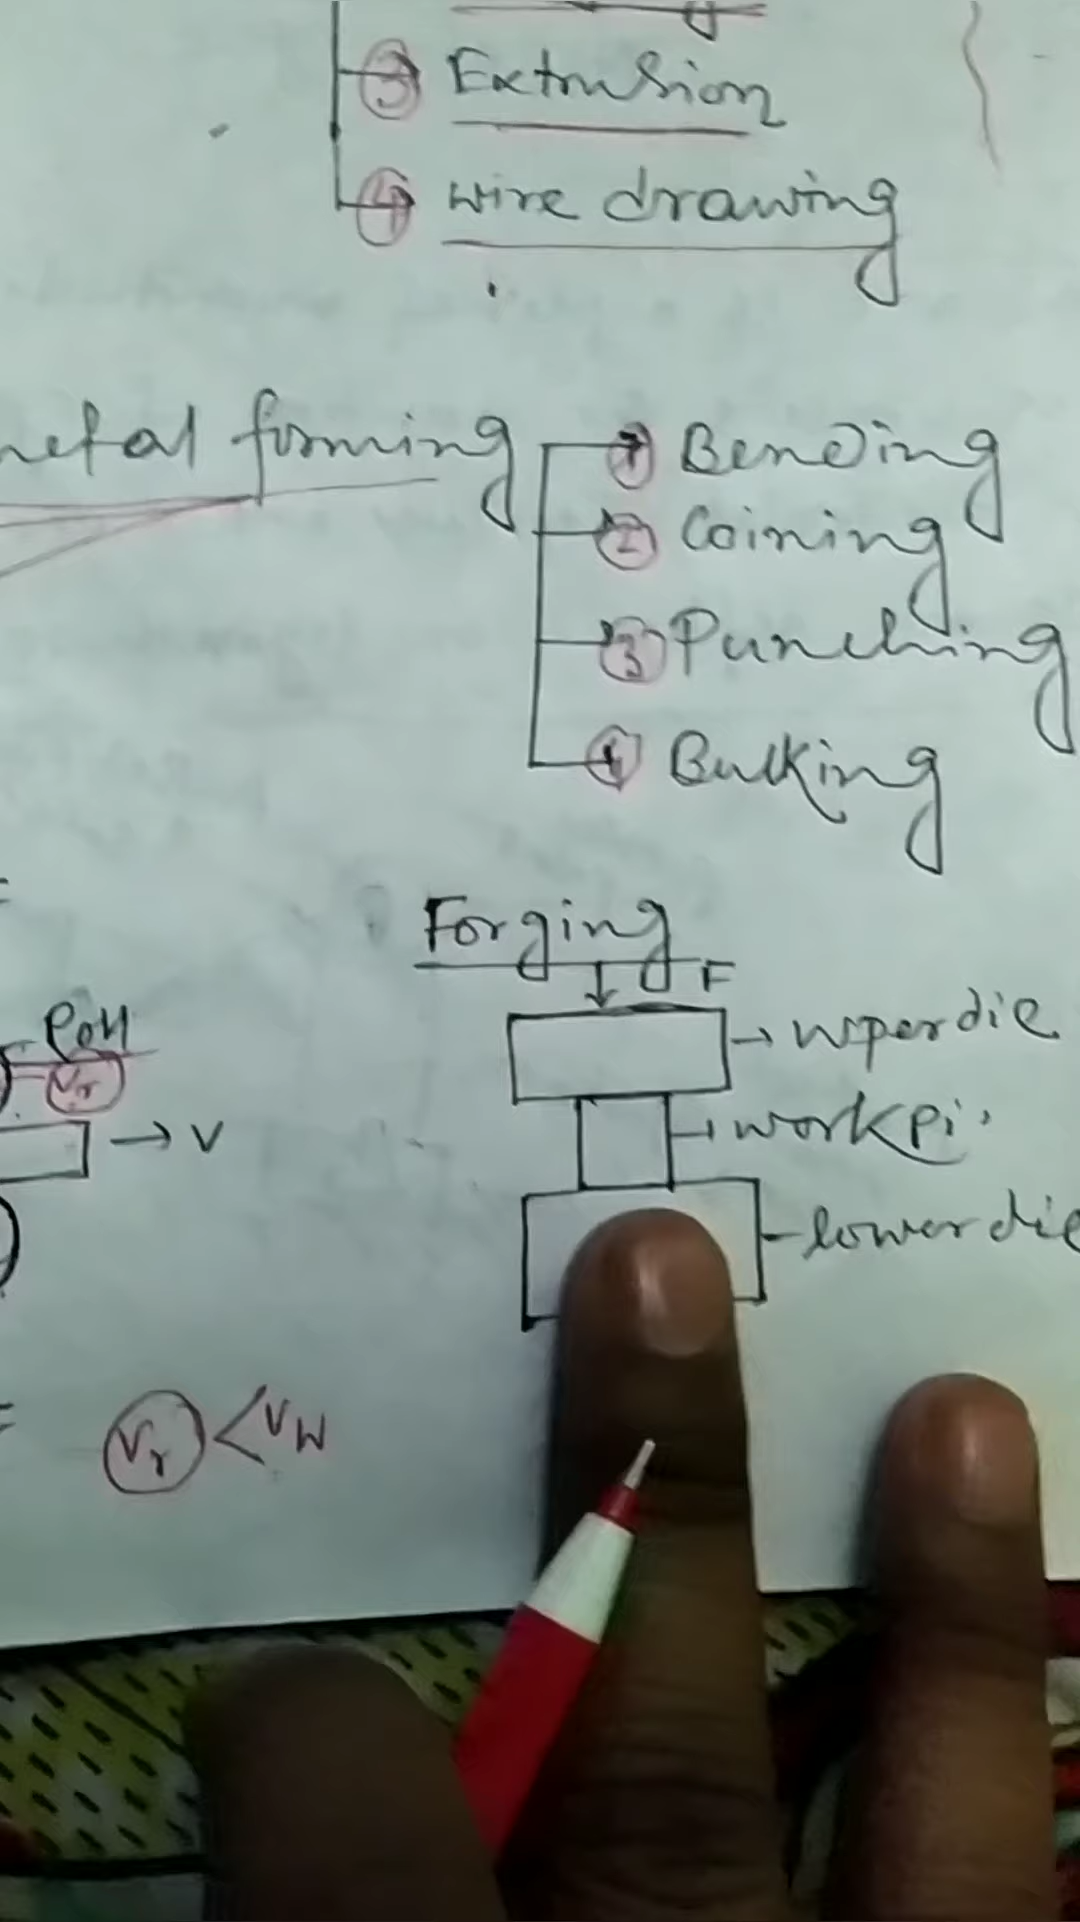 ③ Extrusion
④ wire drawing
metal forming
① Bending
② Coining
③ Punching
④ Bulking
Forging
F
Roll
Vr
→ V
→ upper die
workpi
lower die
Vr < Vw